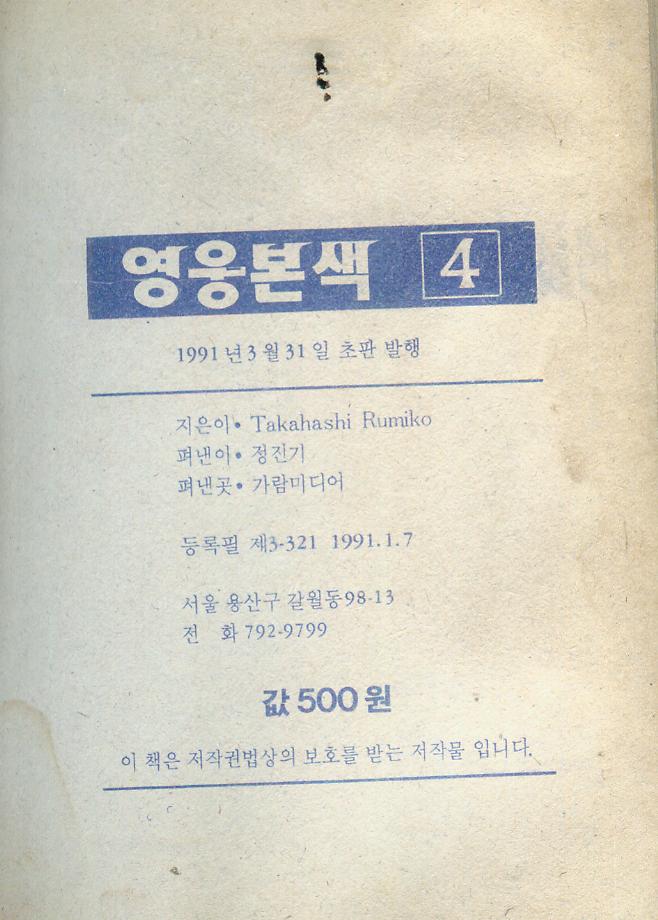 영웅본색 4
1991년 3월 31일 초판 발행
지은이• Takahashi Rumiko
펴낸이• 정진기
펴낸곳• 가람미디어
등록필 제3-321 1991.1.7
서울 용산구 갈월동98-13
전 화 792-9799
값 500원
이 책은 저작권법상의 보호를 받는 저작물 입니다.